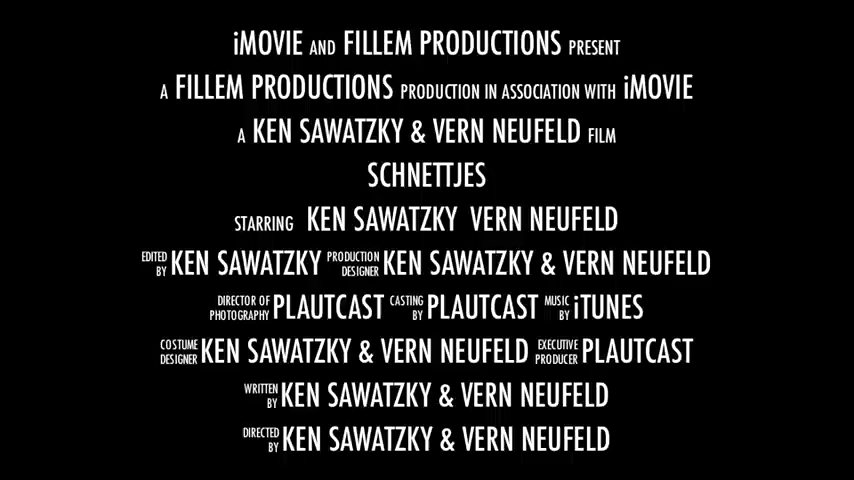 iMOVIE AND FILLEM PRODUCTIONS PRESENT
A FILLEM PRODUCTIONS PRODUCTION IN ASSOCIATION WITH iMOVIE
A KEN SAWATZKY & VERN NEUFELD FILM
SCHNETTJES
STARRING KEN SAWATZKY VERN NEUFELD
EDITED BY KEN SAWATZKY PRODUCTION DESIGNER KEN SAWATZKY & VERN NEUFELD
DIRECTOR OF PHOTOGRAPHY PLAUTCAST CASTING BY PLAUTCAST MUSIC BY iTUNES
COSTUME DESIGNER KEN SAWATZKY & VERN NEUFELD EXECUTIVE PRODUCER PLAUTCAST
WRITTEN BY KEN SAWATZKY & VERN NEUFELD
DIRECTED BY KEN SAWATZKY & VERN NEUFELD